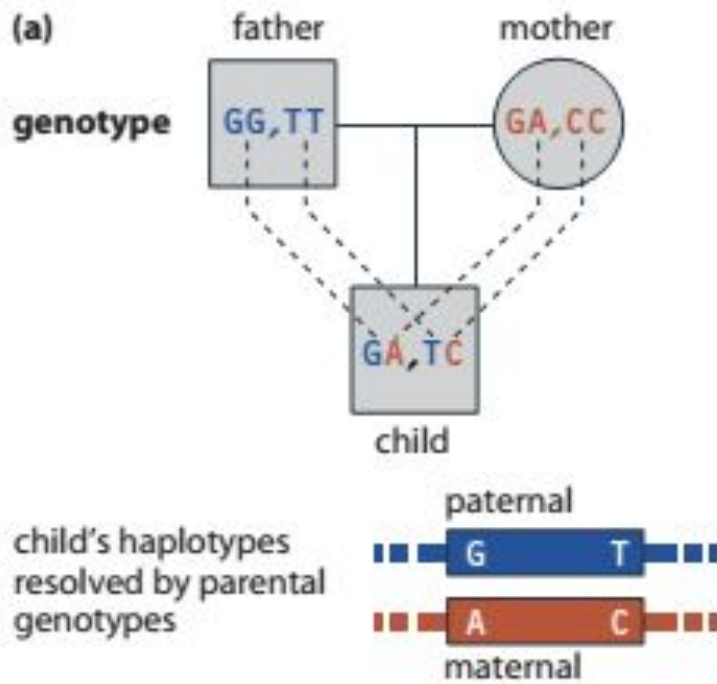 (a)
father
mother
genotype
GG,TT
GA,CC
GA,TC
child
child's haplotypes
resolved by parental
genotypes
paternal
G T
A C
maternal